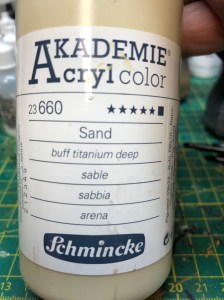 AKADEMIE®
Acryl color
23 660 ★★★★★■
Sand
buff titanium deep
sable
sabbia
arena
Schmincke